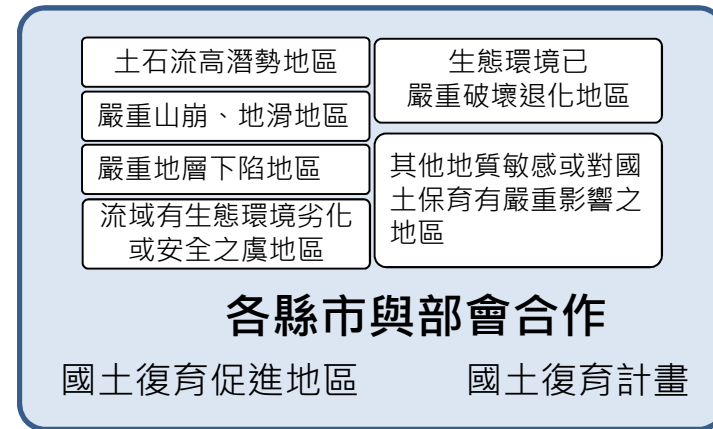 土石流高潛勢地區
嚴重山崩、地滑地區
嚴重地層下陷地區
流域有生態環境劣化
或安全之虞地區
生態環境已
嚴重破壞退化地區
其他地質敏感或對國
土保育有嚴重影響之
地區
各縣市與部會合作
國土復育促進地區
國土復育計畫